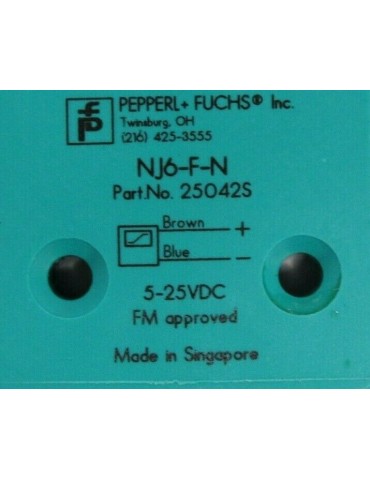 PEPPERL+ FUCHS® Inc.
Twinsburg, OH
(216) 425-3555
NJ6-F-N
Part.No. 25042S
Brown +
Blue −
5-25VDC
FM approved
Made in Singapore